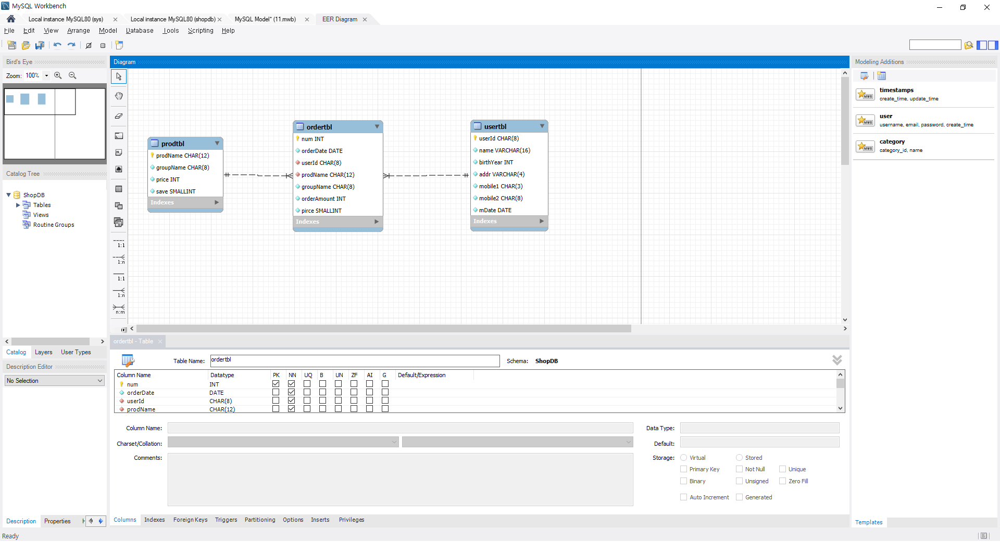 MySQL Workbench
Local instance MySQL80 (sys)
Local instance MySQL80 (shopdb)
MySQL Model* (11.mwb)
EER Diagram
File Edit View Arrange Model Database Tools Scripting Help
Bird's Eye
Zoom: 100%
Catalog Tree
ShopDB
Tables
Views
Routine Groups
Catalog Layers User Types
Description Editor
No Selection
Description Properties H
Ready
Diagram
1:1
1:n
1:1
1:n
n:m
prodtbl
prodName CHAR(12)
groupName CHAR(8)
price INT
save SMALLINT
Indexes
ordertbl
num INT
orderDate DATE
userId CHAR(8)
prodName CHAR(12)
groupName CHAR(8)
orderAmount INT
pirce SMALLINT
Indexes
usertbl
userId CHAR(8)
name VARCHAR(16)
birthYear INT
addr VARCHAR(4)
mobile1 CHAR(3)
mobile2 CHAR(8)
mDate DATE
Indexes
ordertbl - Table
Table Name: ordertbl Schema: ShopDB
Column Name Datatype PK NN UQ B UN ZF AI G Default/Expression
num INT
orderDate DATE
userId CHAR(8)
prodName CHAR(12)
Column Name: Data Type:
Charset/Collation: Default:
Comments: Storage: Virtual Stored
Primary Key Not Null Unique
Binary Unsigned Zero Fill
Auto Increment Generated
Columns Indexes Foreign Keys Triggers Partitioning Options Inserts Privileges
Modeling Additions
MWB
timestamps
create_time, update_time
MWB
user
username, email, password, create_time
MWB
category
category_id, name
Templates